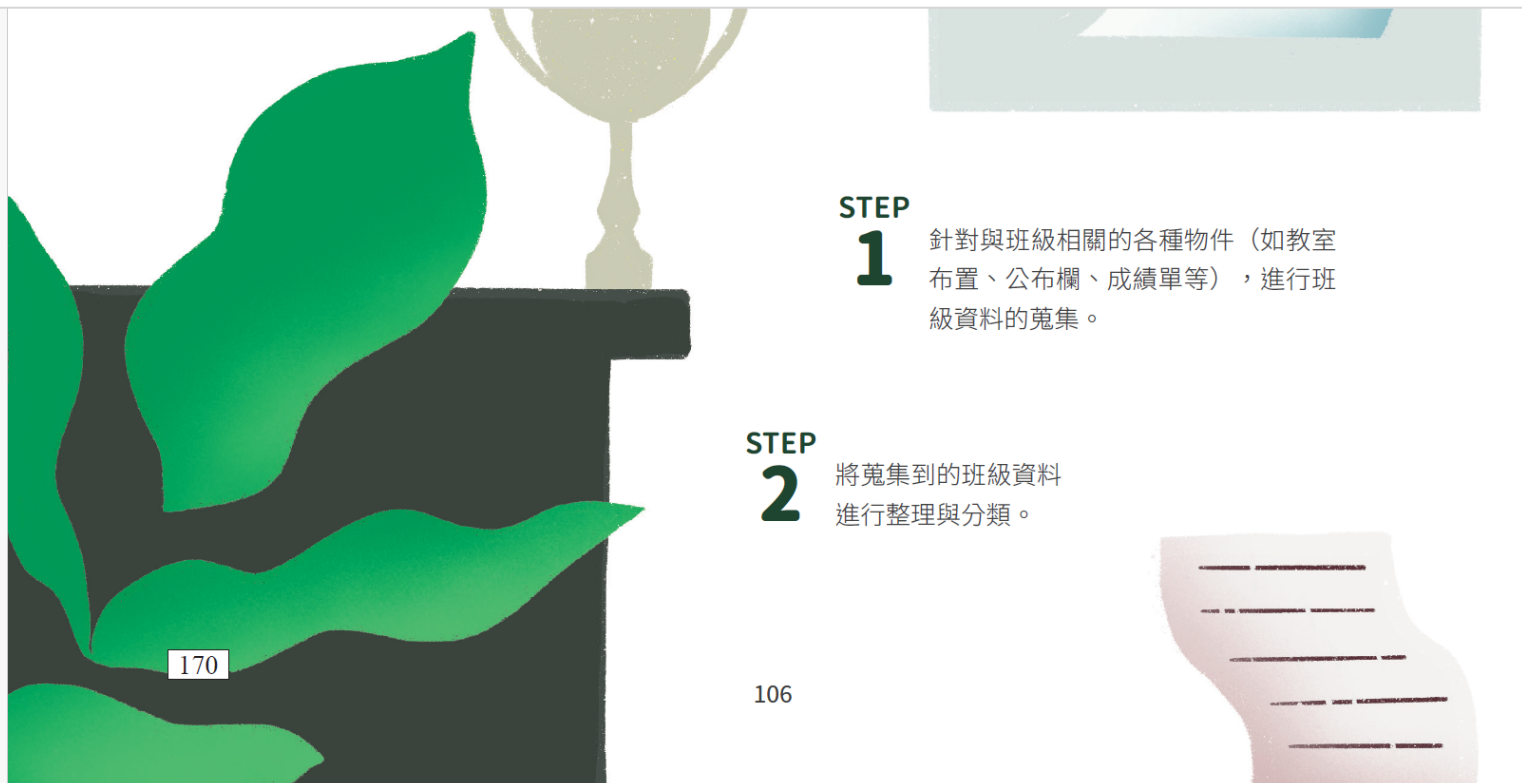 STEP
1
針對與班級相關的各種物件（如教室
布置、公布欄、成績單等），進行班
級資料的蒐集。
STEP
2
將蒐集到的班級資料
進行整理與分類。
170
106